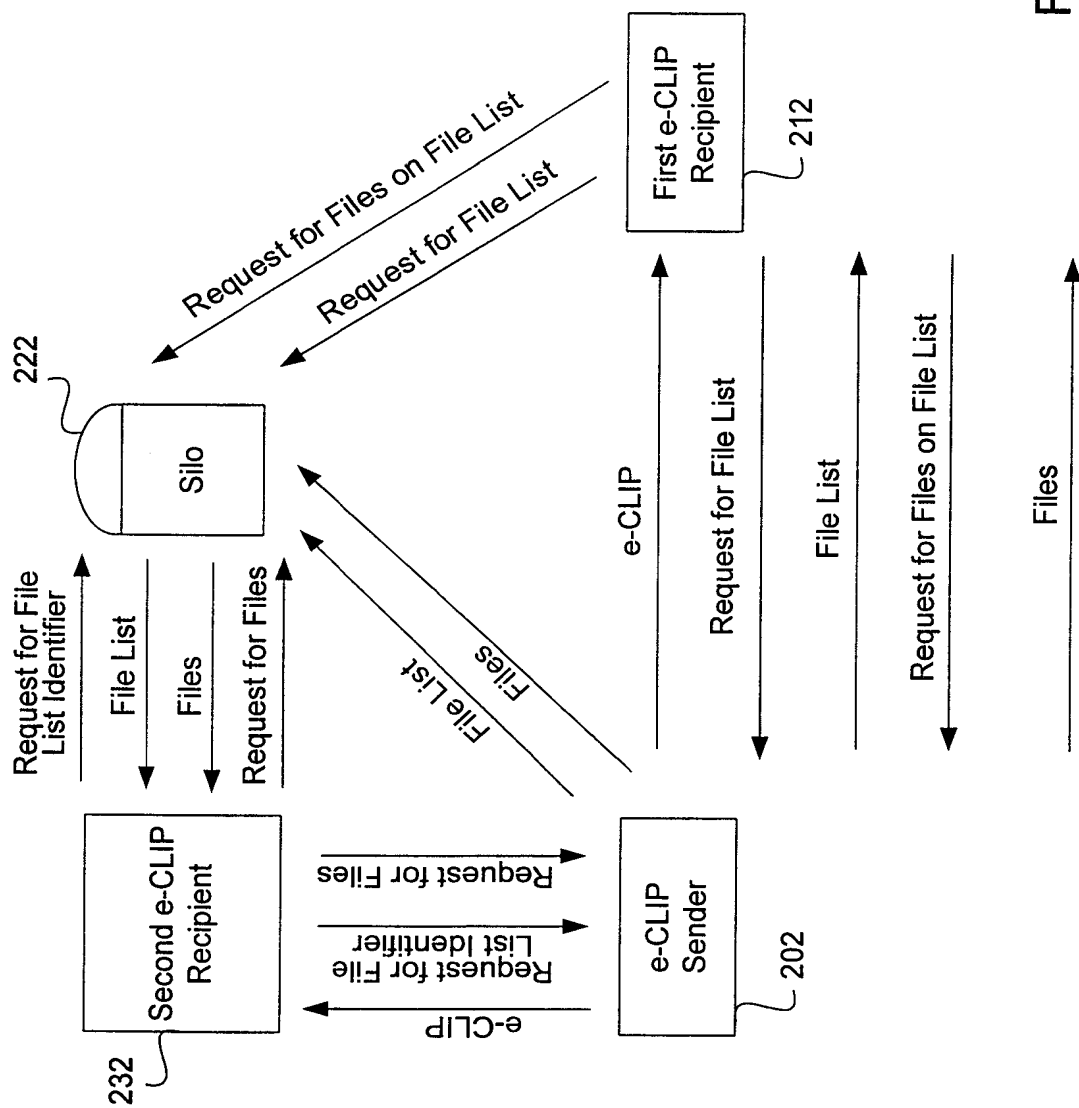 Request for File
List Identifier
File List
Files
Request for Files
222
Silo
Request for Files on File List
Request for File List
Second e-CLIP
Recipient
232
e-CLIP
Request for File
List Identifier
Request for Files
File List
Files
First e-CLIP
Recipient
212
e-CLIP
Sender
202
e-CLIP
Request for File List
File List
Request for Files on File List
Files